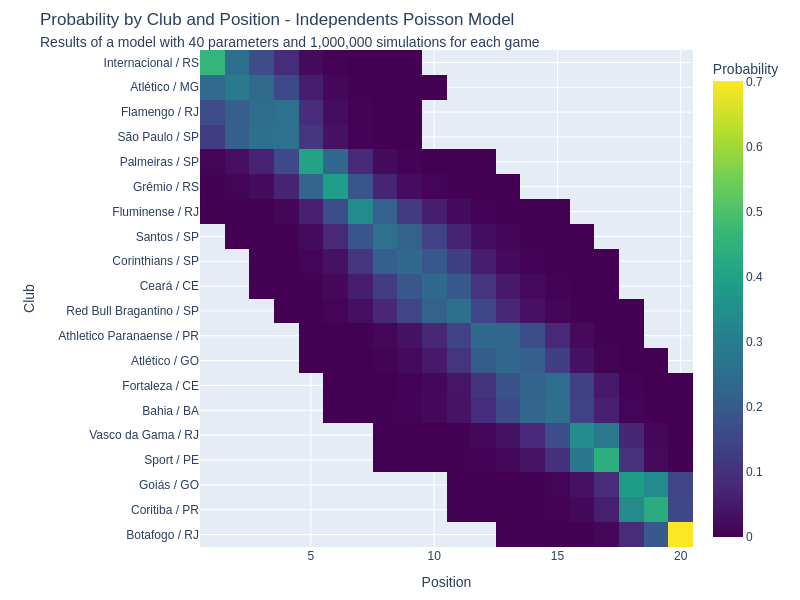 Probability by Club and Position - Independents Poisson Model
Results of a model with 40 parameters and 1,000,000 simulations for each game
Probability
Internacional / RS
Atlético / MG
Flamengo / RJ
São Paulo / SP
Palmeiras / SP
Grêmio / RS
Fluminense / RJ
Santos / SP
Corinthians / SP
Ceará / CE
Red Bull Bragantino / SP
Athletico Paranaense / PR
Atlético / GO
Fortaleza / CE
Bahia / BA
Vasco da Gama / RJ
Sport / PE
Goiás / GO
Coritiba / PR
Botafogo / RJ
Club
5 10 15 20
Position
0.7
0.6
0.5
0.4
0.3
0.2
0.1
0